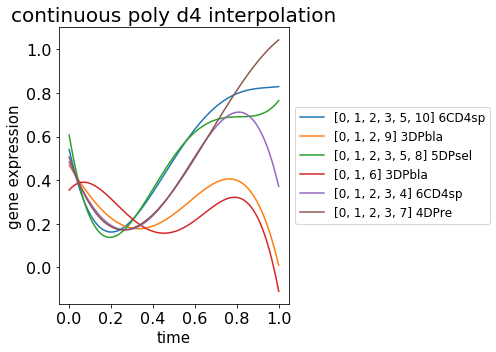 continuous poly d4 interpolation
gene expression
1.0
0.8
0.6
0.4
0.2
0.0
0.0 0.2 0.4 0.6 0.8 1.0
time
[0, 1, 2, 3, 5, 10] 6CD4sp
[0, 1, 2, 9] 3DPbla
[0, 1, 2, 3, 5, 8] 5DPsel
[0, 1, 6] 3DPbla
[0, 1, 2, 3, 4] 6CD4sp
[0, 1, 2, 3, 7] 4DPre